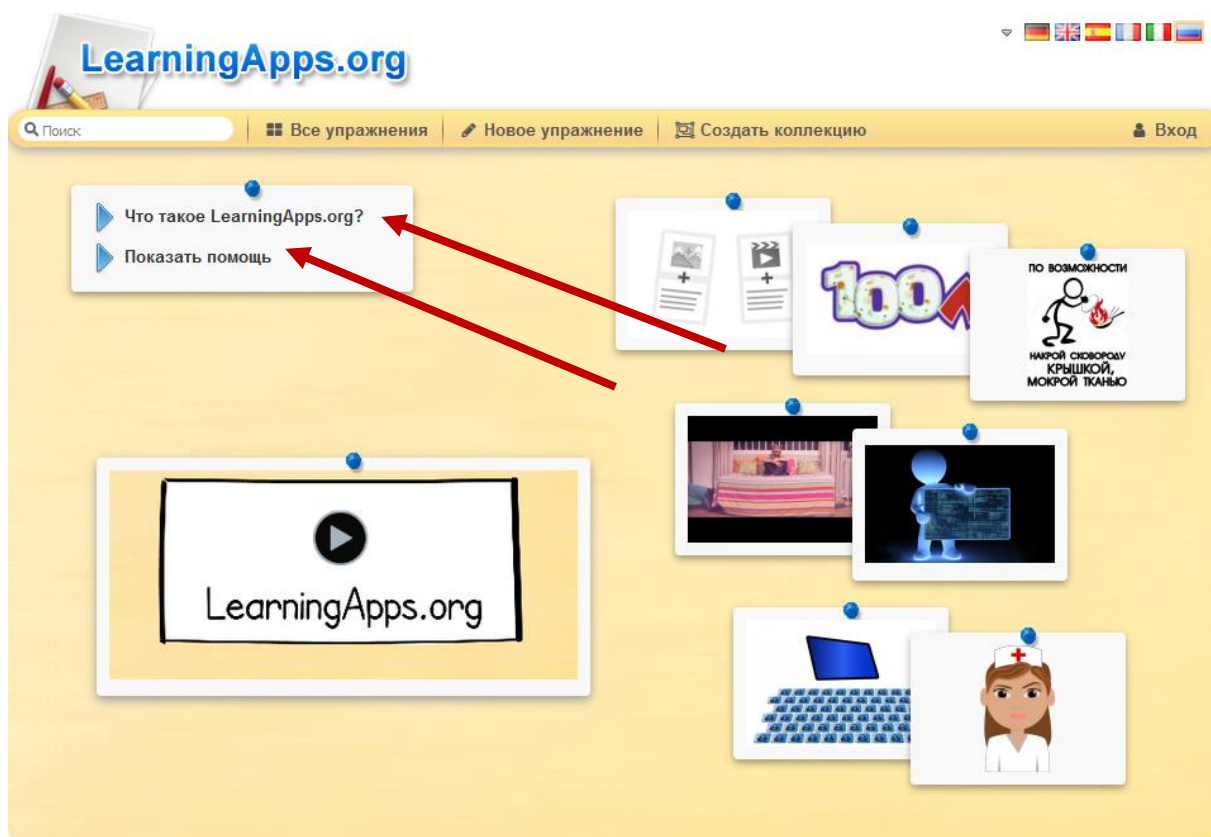 LearningApps.org
Поиск
Все упражнения
Новое упражнение
Создать коллекцию
Вход
Что такое LearningApps.org?
Показать помощь
100Л
ПО ВОЗМОЖНОСТИ
НАКРОЙ СКОВОРОДУ
КРЫШКОЙ,
МОКРОЙ ТКАНЬЮ
LearningApps.org